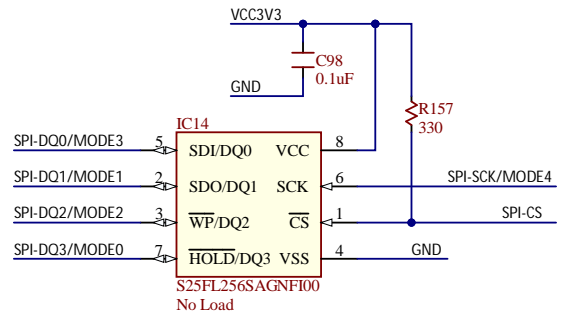 VCC3V3
C98
0.1uF
GND
R157
330
IC14
SPI-DQ0/MODE3 5 SDI/DQ0 VCC 8
SPI-DQ1/MODE1 2 SDO/DQ1 SCK 6 SPI-SCK/MODE4
SPI-DQ2/MODE2 3 WP/DQ2 CS 1 SPI-CS
SPI-DQ3/MODE0 7 HOLD/DQ3 VSS 4 GND
S25FL256SAGNFI00
No Load